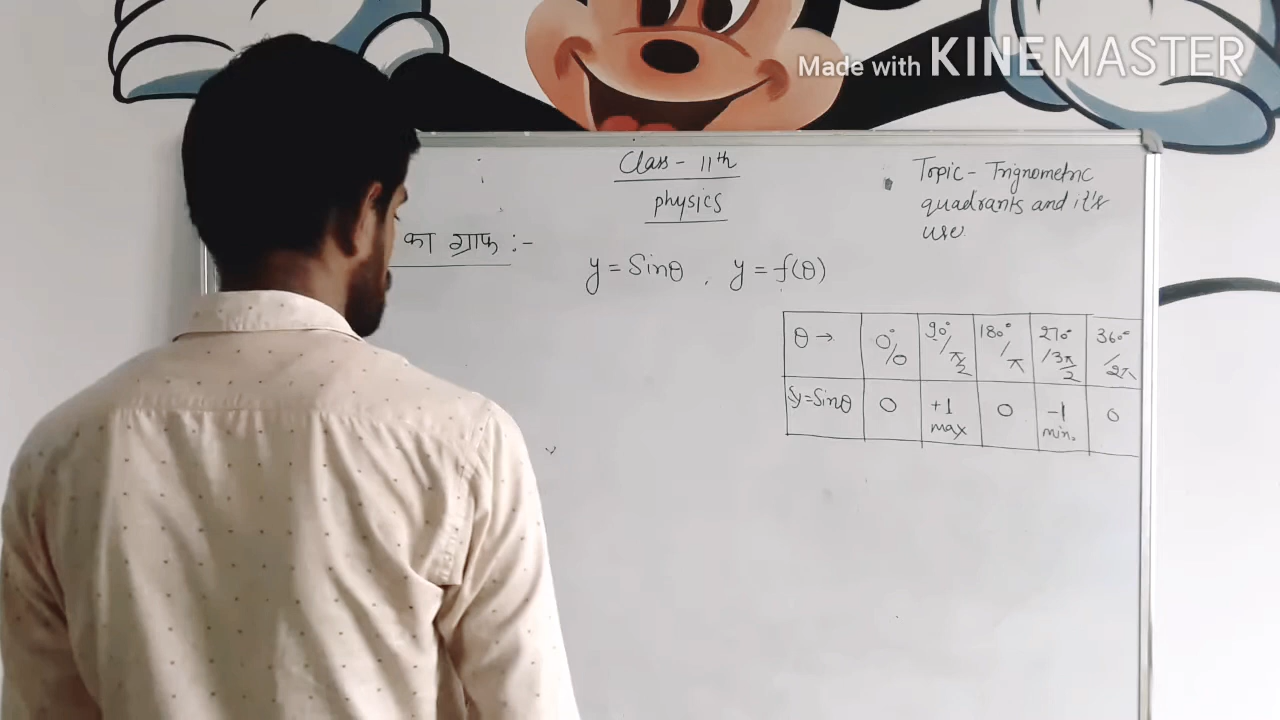 Made with KINEMASTER
Class - 11th
physics
Topic - Trignometric
quadrants and it's
use
का ग्राफ :-
y = Sinθ , y = f(θ)
θ → 0°/0 90°/π/2 180°/π 270°/3π/2 360°/2π
y=Sinθ 0 +1 max 0 -1 min. 0